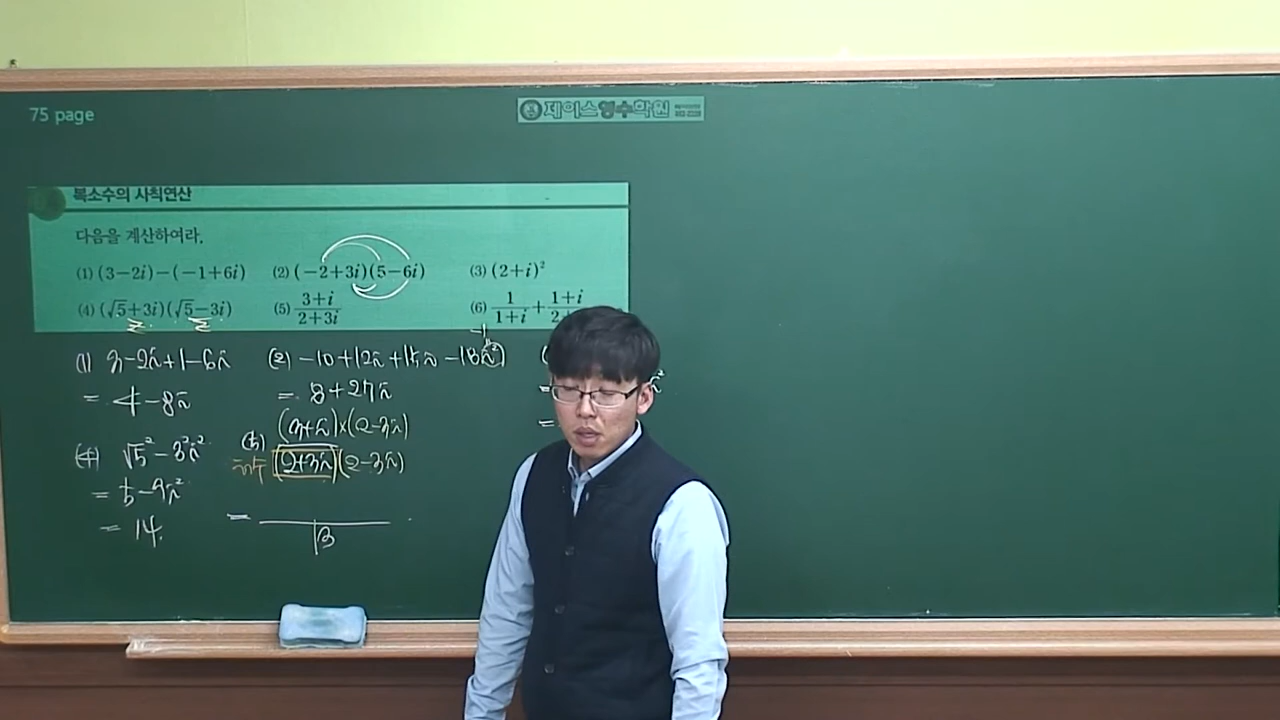 75 page
제이스영수학원
복소수의 사칙연산
다음을 계산하여라.
(1) (3−2i)−(−1+6i) (2) (−2+3i)(5−6i) (3) (2+i)²
(4) (√5+3i)(√5−3i) (5) (3+i)/(2+3i) (6) 1/(1+i) + (1+i)/
(1) 3−2i+1−6i
= 4−8i
(2) −10+12i+15i−18i²
−1
= 8+27i
(4) √5²−3²i²
= 5−9i²
= 14.
(5) (3+i)×(2−3i)
(2+3i)(2−3i)
= 13
=
=